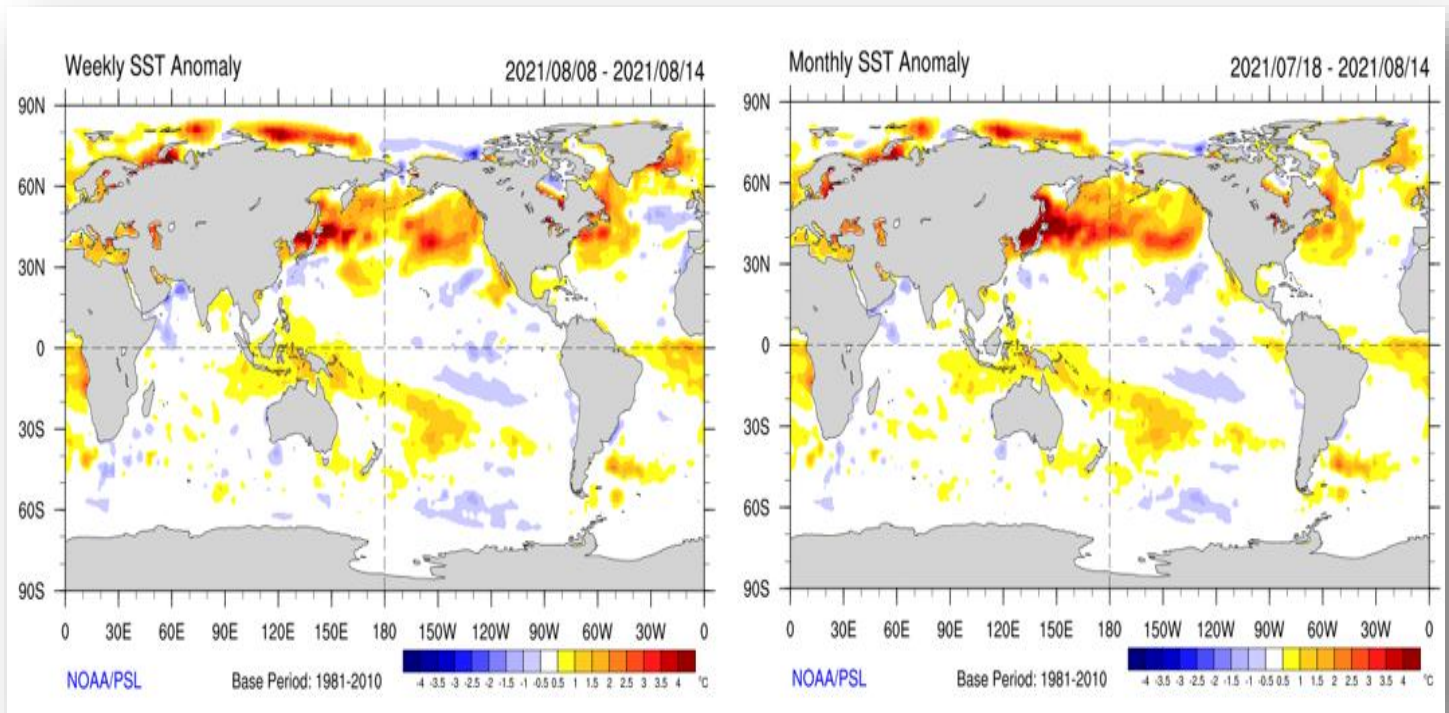 Weekly SST Anomaly 2021/08/08 - 2021/08/14
90N
60N
30N
0
30S
60S
90S
0 30E 60E 90E 120E 150E 180 150W 120W 90W 60W 30W 0
NOAA/PSL Base Period: 1981-2010
-4 -3.5 -3 -2.5 -2 -1.5 -1 -0.5 0.5 1 1.5 2 2.5 3 3.5 4 °C
Monthly SST Anomaly 2021/07/18 - 2021/08/14
90N
60N
30N
0
30S
60S
90S
0 30E 60E 90E 120E 150E 180 150W 120W 90W 60W 30W 0
NOAA/PSL Base Period: 1981-2010
-4 -3.5 -3 -2.5 -2 -1.5 -1 -0.5 0.5 1 1.5 2 2.5 3 3.5 4 °C